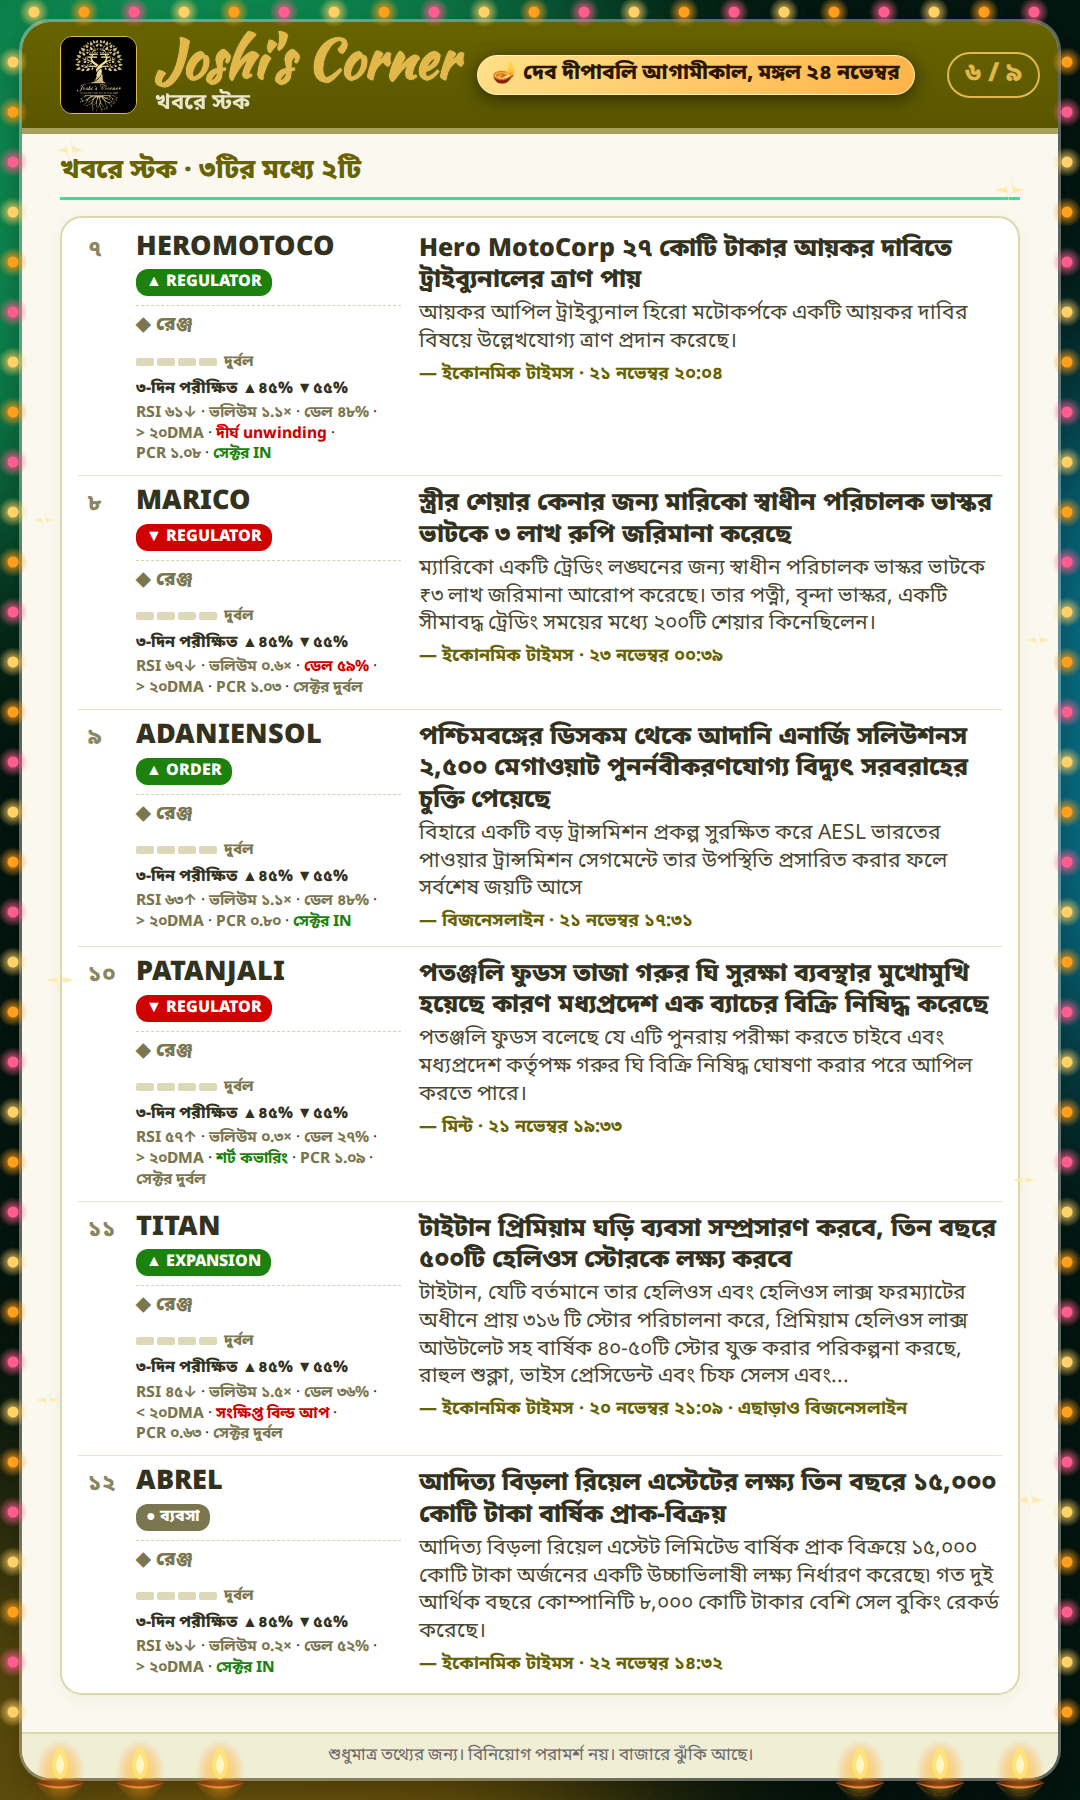 Joshi's Corner
খবরে স্টক
🪔 দেব দীপাবলি আগামীকাল, মঙ্গল ২৪ নভেম্বর
৬ / ৯
খবরে স্টক · ৩টির মধ্যে ২টি
৭
HEROMOTOCO
▲ REGULATOR
◆ রেঞ্জ
দুর্বল
৩-দিন পরীক্ষিত ▲৪৫% ▼৫৫%
RSI ৬১↓ · ভলিউম ১.১× · ডেল ৪৮% ·
> ২০DMA · দীর্ঘ unwinding ·
PCR ১.০৮ · সেক্টর IN
Hero MotoCorp ২৭ কোটি টাকার আয়কর দাবিতে
ট্রাইব্যুনালের ত্রাণ পায়
আয়কর আপিল ট্রাইব্যুনাল হিরো মটোকর্পকে একটি আয়কর দাবির
বিষয়ে উল্লেখযোগ্য ত্রাণ প্রদান করেছে।
— ইকোনমিক টাইমস · ২১ নভেম্বর ২০:০৪
৮
MARICO
▼ REGULATOR
◆ রেঞ্জ
দুর্বল
৩-দিন পরীক্ষিত ▲৪৫% ▼৫৫%
RSI ৬৭↓ · ভলিউম ০.৬× · ডেল ৫৯% ·
> ২০DMA · PCR ১.০৩ · সেক্টর দুর্বল
স্ত্রীর শেয়ার কেনার জন্য মারিকো স্বাধীন পরিচালক ভাস্কর
ভাটকে ৩ লাখ রুপি জরিমানা করেছে
ম্যারিকো একটি ট্রেডিং লঙ্ঘনের জন্য স্বাধীন পরিচালক ভাস্কর ভাটকে
₹৩ লাখ জরিমানা আরোপ করেছে। তার পত্নী, বৃন্দা ভাস্কর, একটি
সীমাবদ্ধ ট্রেডিং সময়ের মধ্যে ২০০টি শেয়ার কিনেছিলেন।
— ইকোনমিক টাইমস · ২৩ নভেম্বর ০০:৩৯
৯
ADANIENSOL
▲ ORDER
◆ রেঞ্জ
দুর্বল
৩-দিন পরীক্ষিত ▲৪৫% ▼৫৫%
RSI ৬৩↑ · ভলিউম ১.১× · ডেল ৪৮% ·
> ২০DMA · PCR ০.৮০ · সেক্টর IN
পশ্চিমবঙ্গের ডিসকম থেকে আদানি এনার্জি সলিউশনস
২,৫০০ মেগাওয়াট পুনর্নবীকরণযোগ্য বিদ্যুৎ সরবরাহের
চুক্তি পেয়েছে
বিহারে একটি বড় ট্রান্সমিশন প্রকল্প সুরক্ষিত করে AESL ভারতের
পাওয়ার ট্রান্সমিশন সেগমেন্টে তার উপস্থিতি প্রসারিত করার ফলে
সর্বশেষ জয়টি আসে
— বিজনেসলাইন · ২১ নভেম্বর ১৭:৩১
১০
PATANJALI
▼ REGULATOR
◆ রেঞ্জ
দুর্বল
৩-দিন পরীক্ষিত ▲৪৫% ▼৫৫%
RSI ৫৭↑ · ভলিউম ০.৩× · ডেল ২৭% ·
> ২০DMA · শর্ট কভারিং · PCR ১.০৯ ·
সেক্টর দুর্বল
পতঞ্জলি ফুডস তাজা গরুর ঘি সুরক্ষা ব্যবস্থার মুখোমুখি
হয়েছে কারণ মধ্যপ্রদেশ এক ব্যাচের বিক্রি নিষিদ্ধ করেছে
পতঞ্জলি ফুডস বলেছে যে এটি পুনরায় পরীক্ষা করতে চাইবে এবং
মধ্যপ্রদেশ কর্তৃপক্ষ গরুর ঘি বিক্রি নিষিদ্ধ ঘোষণা করার পরে আপিল
করতে পারে।
— মিন্ট · ২১ নভেম্বর ১৯:৩৩
১১
TITAN
▲ EXPANSION
◆ রেঞ্জ
দুর্বল
৩-দিন পরীক্ষিত ▲৪৫% ▼৫৫%
RSI ৪৫↓ · ভলিউম ১.৫× · ডেল ৩৬% ·
< ২০DMA · সংক্ষিপ্ত বিল্ড আপ ·
PCR ০.৬৩ · সেক্টর দুর্বল
টাইটান প্রিমিয়াম ঘড়ি ব্যবসা সম্প্রসারণ করবে, তিন বছরে
৫০০টি হেলিওস স্টোরকে লক্ষ্য করবে
টাইটান, যেটি বর্তমানে তার হেলিওস এবং হেলিওস লাক্স ফরম্যাটের
অধীনে প্রায় ৩১৬ টি স্টোর পরিচালনা করে, প্রিমিয়াম হেলিওস লাক্স
আউটলেট সহ বার্ষিক ৪০-৫০টি স্টোর যুক্ত করার পরিকল্পনা করছে,
রাহুল শুক্লা, ভাইস প্রেসিডেন্ট এবং চিফ সেলস এবং...
— ইকোনমিক টাইমস · ২০ নভেম্বর ২১:০৯ · এছাড়াও বিজনেসলাইন
১২
ABREL
● ব্যবসা
◆ রেঞ্জ
দুর্বল
৩-দিন পরীক্ষিত ▲৪৫% ▼৫৫%
RSI ৬১↓ · ভলিউম ০.২× · ডেল ৫২% ·
> ২০DMA · সেক্টর IN
আদিত্য বিড়লা রিয়েল এস্টেটের লক্ষ্য তিন বছরে ১৫,০০০
কোটি টাকা বার্ষিক প্রাক-বিক্রয়
আদিত্য বিড়লা রিয়েল এস্টেট লিমিটেড বার্ষিক প্রাক বিক্রয়ে ১৫,০০০
কোটি টাকা অর্জনের একটি উচ্চাভিলাষী লক্ষ্য নির্ধারণ করেছে৷ গত দুই
আর্থিক বছরে কোম্পানিটি ৮,০০০ কোটি টাকার বেশি সেল বুকিং রেকর্ড
করেছে।
— ইকোনমিক টাইমস · ২২ নভেম্বর ১৪:৩২
শুধুমাত্র তথ্যের জন্য। বিনিয়োগ পরামর্শ নয়। বাজারে ঝুঁকি আছে।